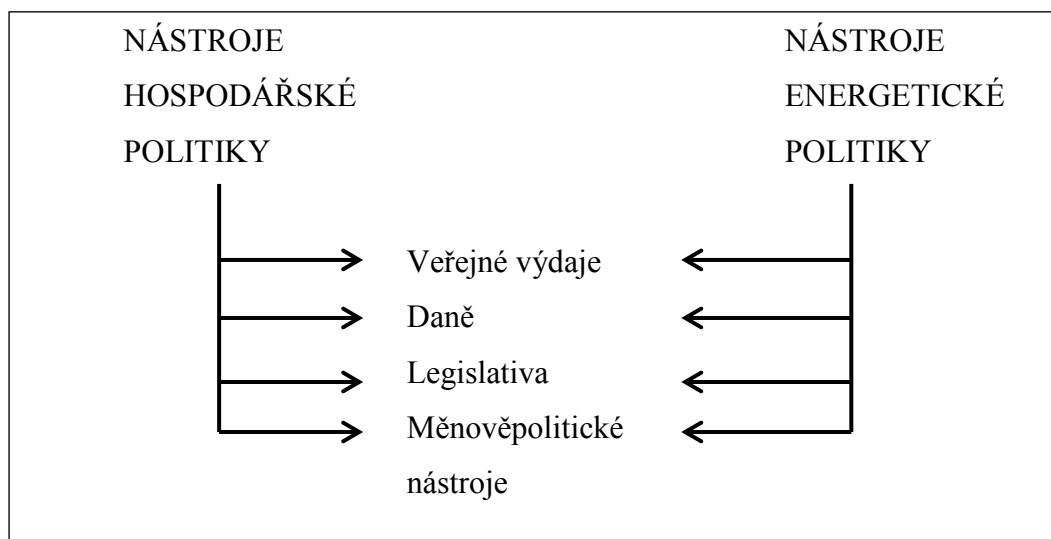 NÁSTROJE
HOSPODÁŘSKÉ
POLITIKY
NÁSTROJE
ENERGETICKÉ
POLITIKY
Veřejné výdaje
Daně
Legislativa
Měnověpolitické
nástroje